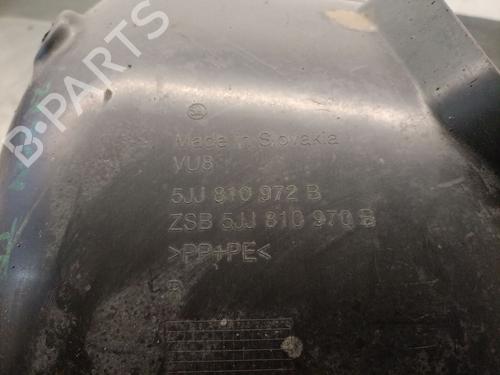 Made in Slovakia
VU8
5JJ 810 972 B
ZSB 5JJ 810 970 B
>PP+PE<
B-PARTS